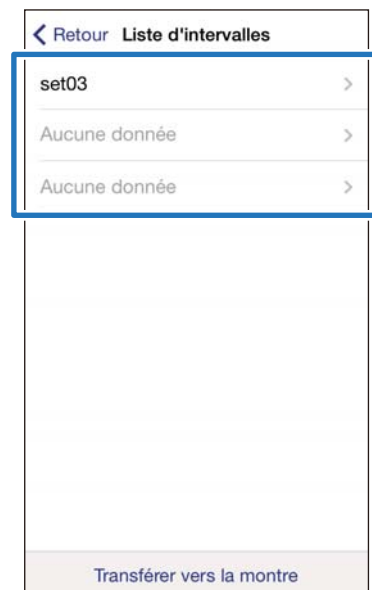 Retour Liste d'intervalles
set03
Aucune donnée
Aucune donnée
Transférer vers la montre